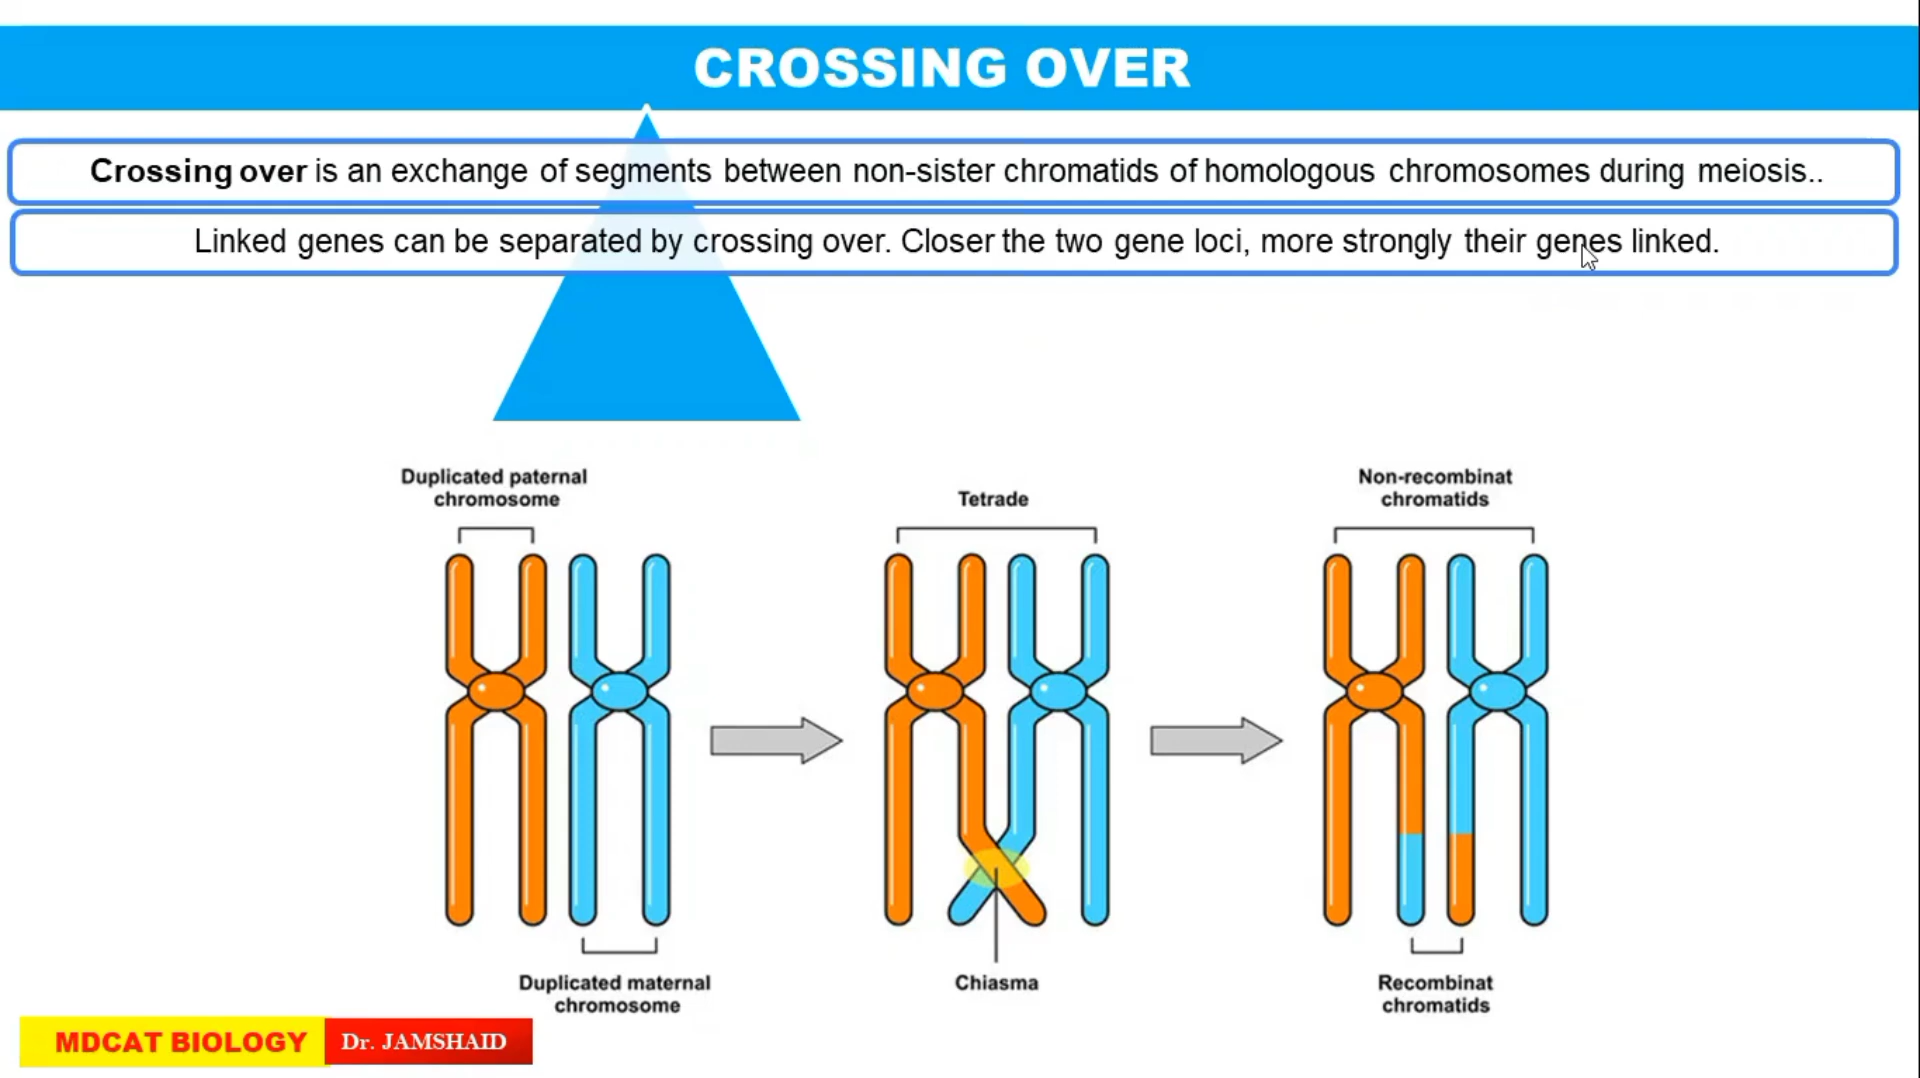 CROSSING OVER
Crossing over is an exchange of segments between non-sister chromatids of homologous chromosomes during meiosis..
Linked genes can be separated by crossing over. Closer the two gene loci, more strongly their genes linked.
Duplicated paternal
chromosome
Tetrade
Non-recombinat
chromatids
Duplicated maternal
chromosome
Chiasma
Recombinat
chromatids
MDCAT BIOLOGY
Dr. JAMSHAID